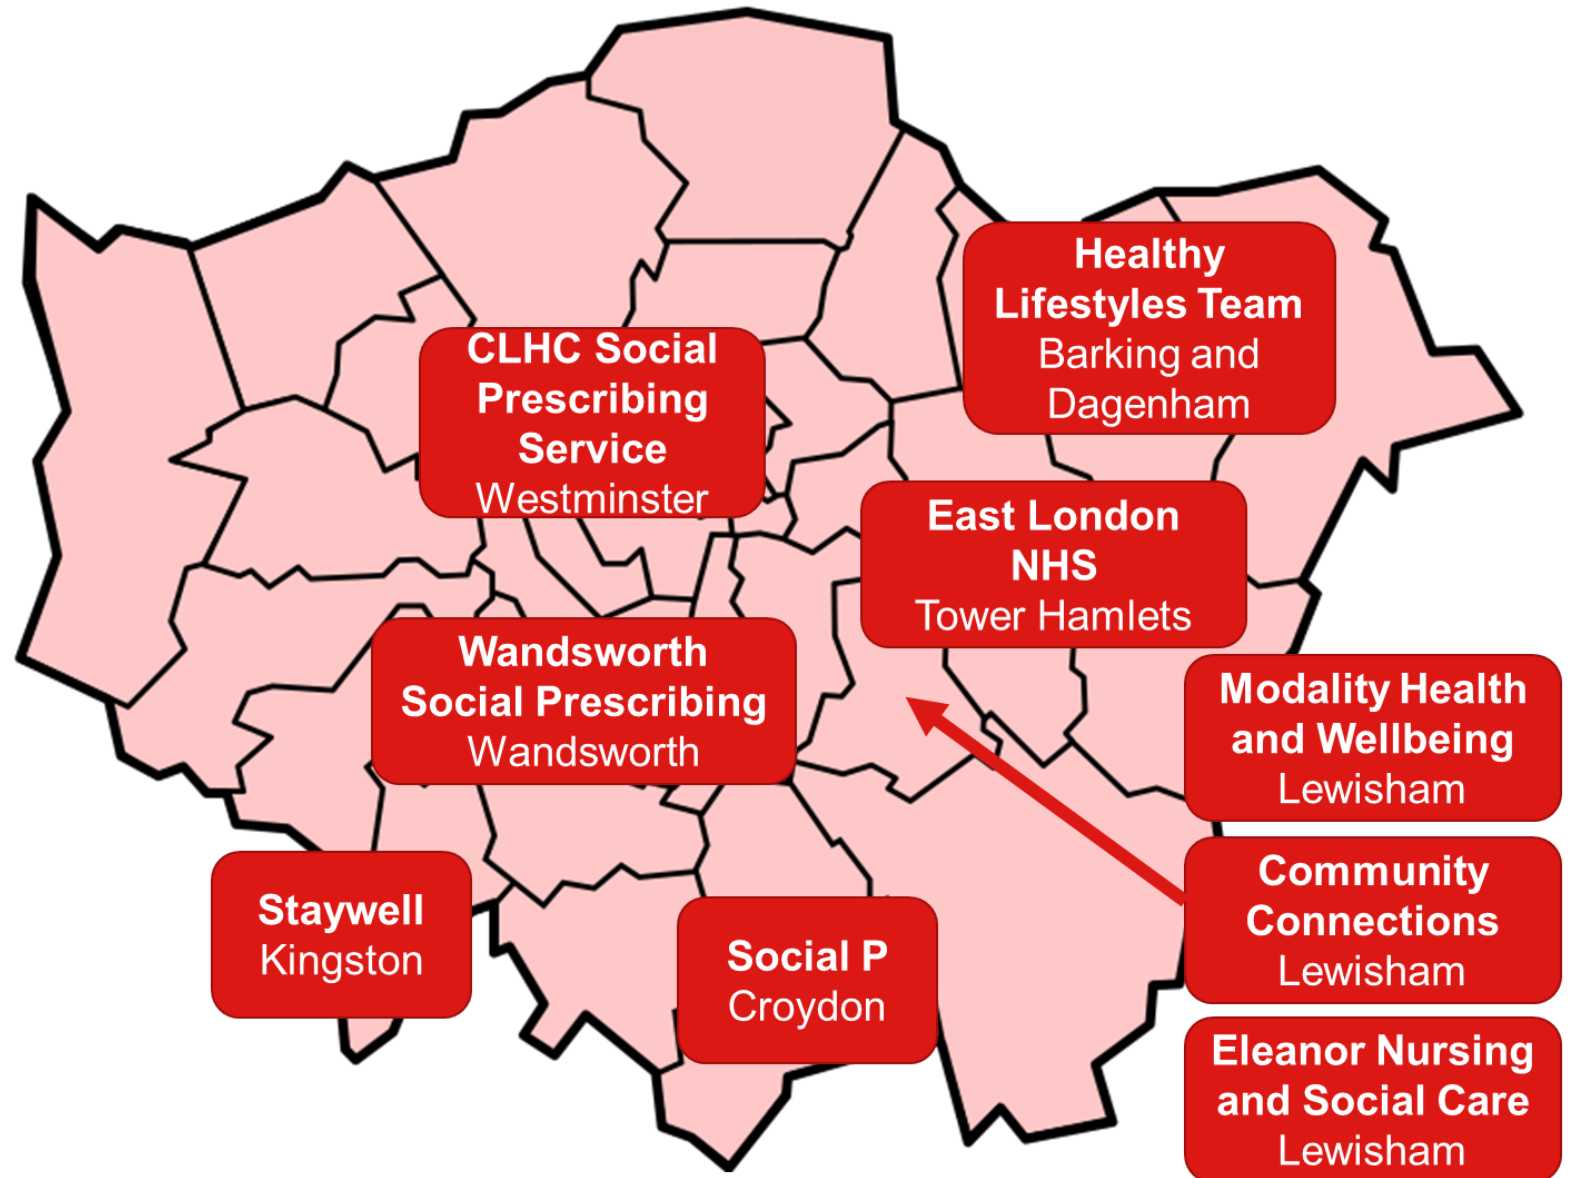 Healthy
Lifestyles Team
Barking and
Dagenham
CLHC Social
Prescribing
Service
Westminster
East London
NHS
Tower Hamlets
Wandsworth
Social Prescribing
Wandsworth
Modality Health
and Wellbeing
Lewisham
Community
Connections
Lewisham
Staywell
Kingston
Social P
Croydon
Eleanor Nursing
and Social Care
Lewisham